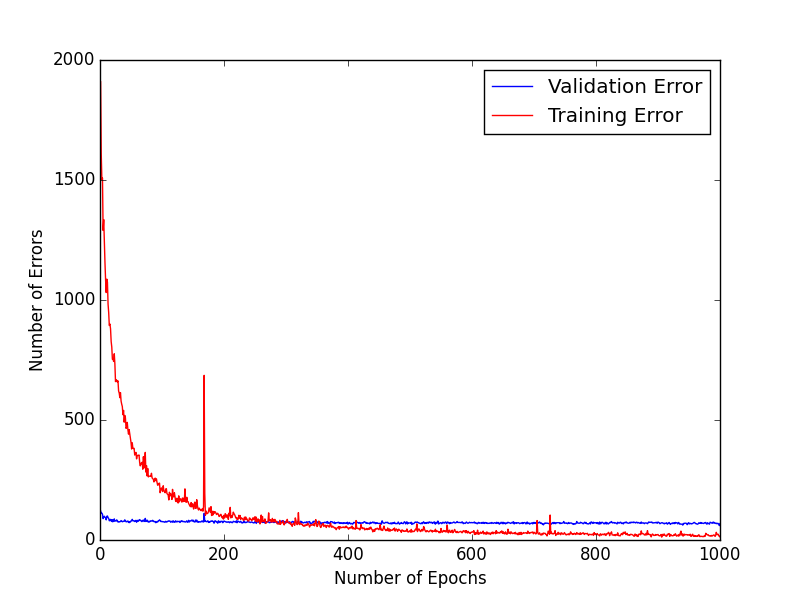 2000
1500
1000
500
0
0 200 400 600 800 1000
Number of Errors
Number of Epochs
Validation Error
Training Error